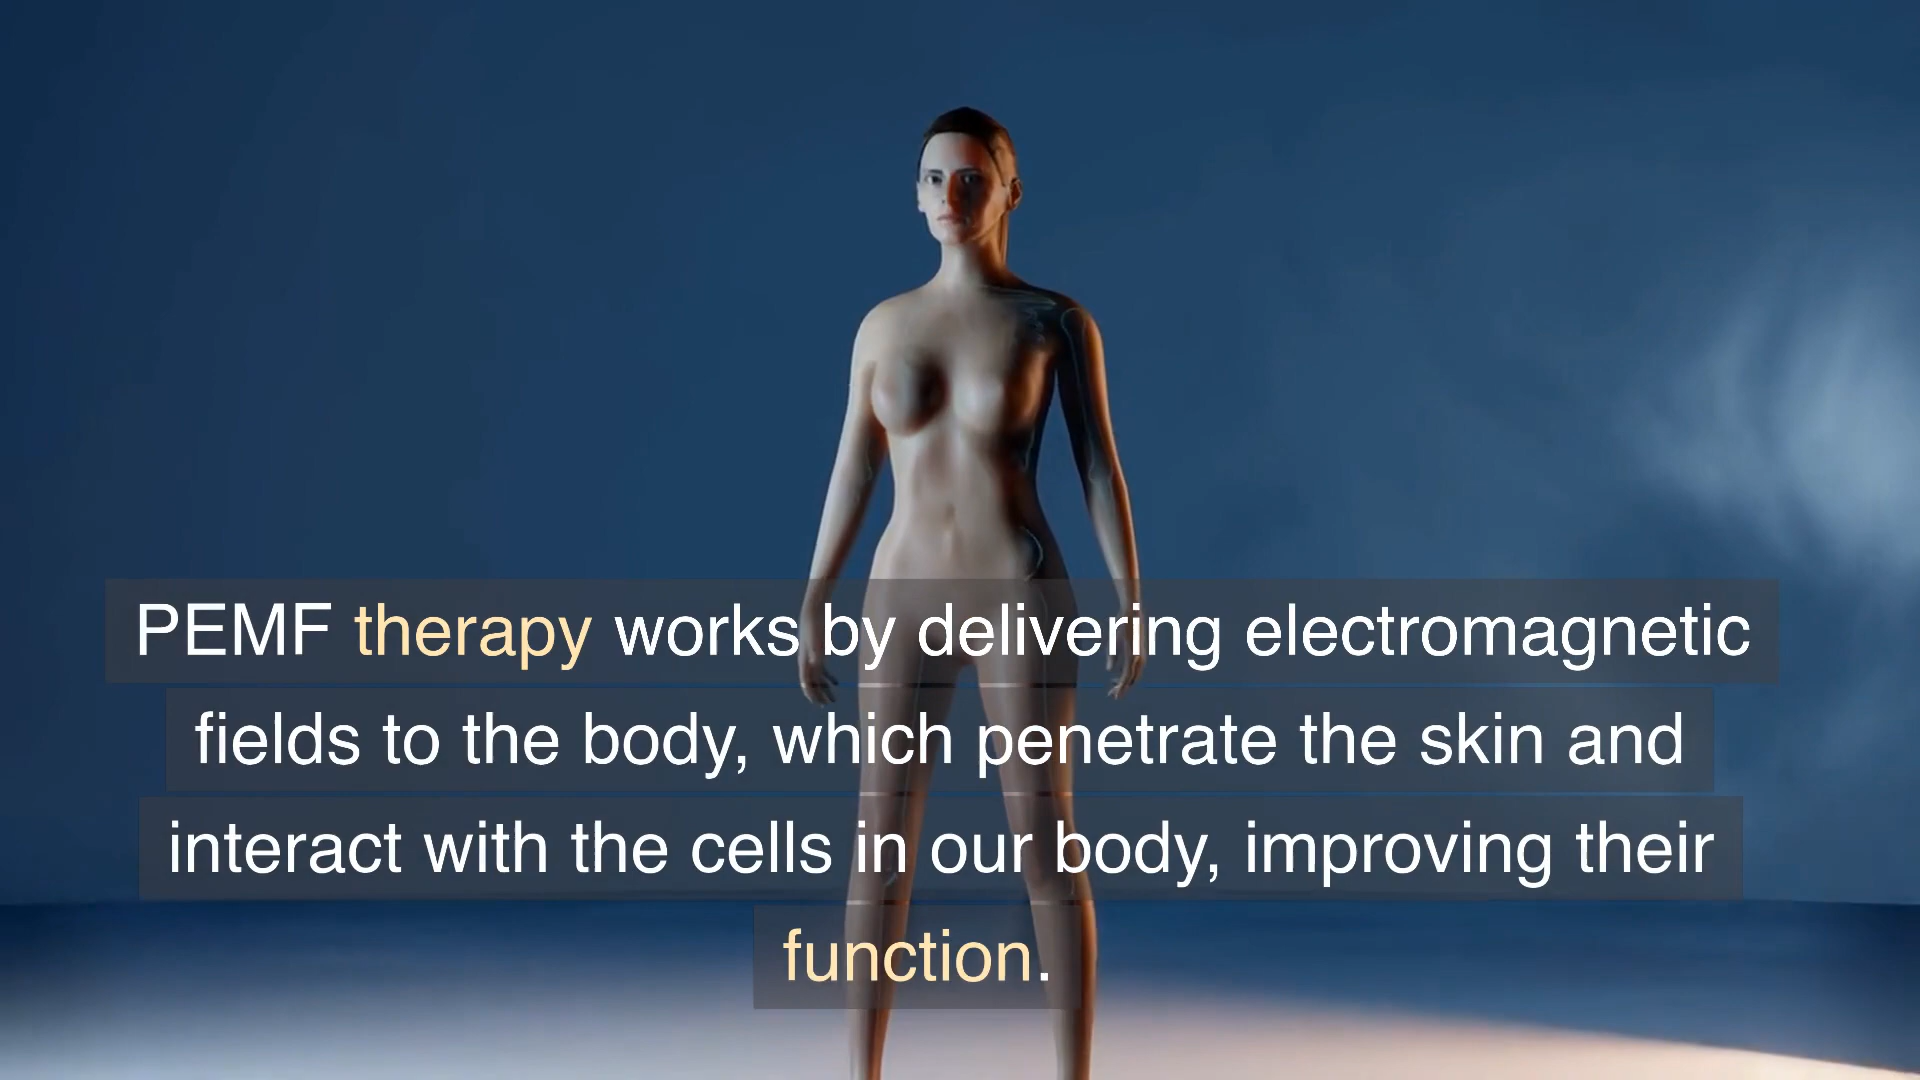 PEMF therapy works by delivering electromagnetic
fields to the body, which penetrate the skin and
interact with the cells in our body, improving their
function.